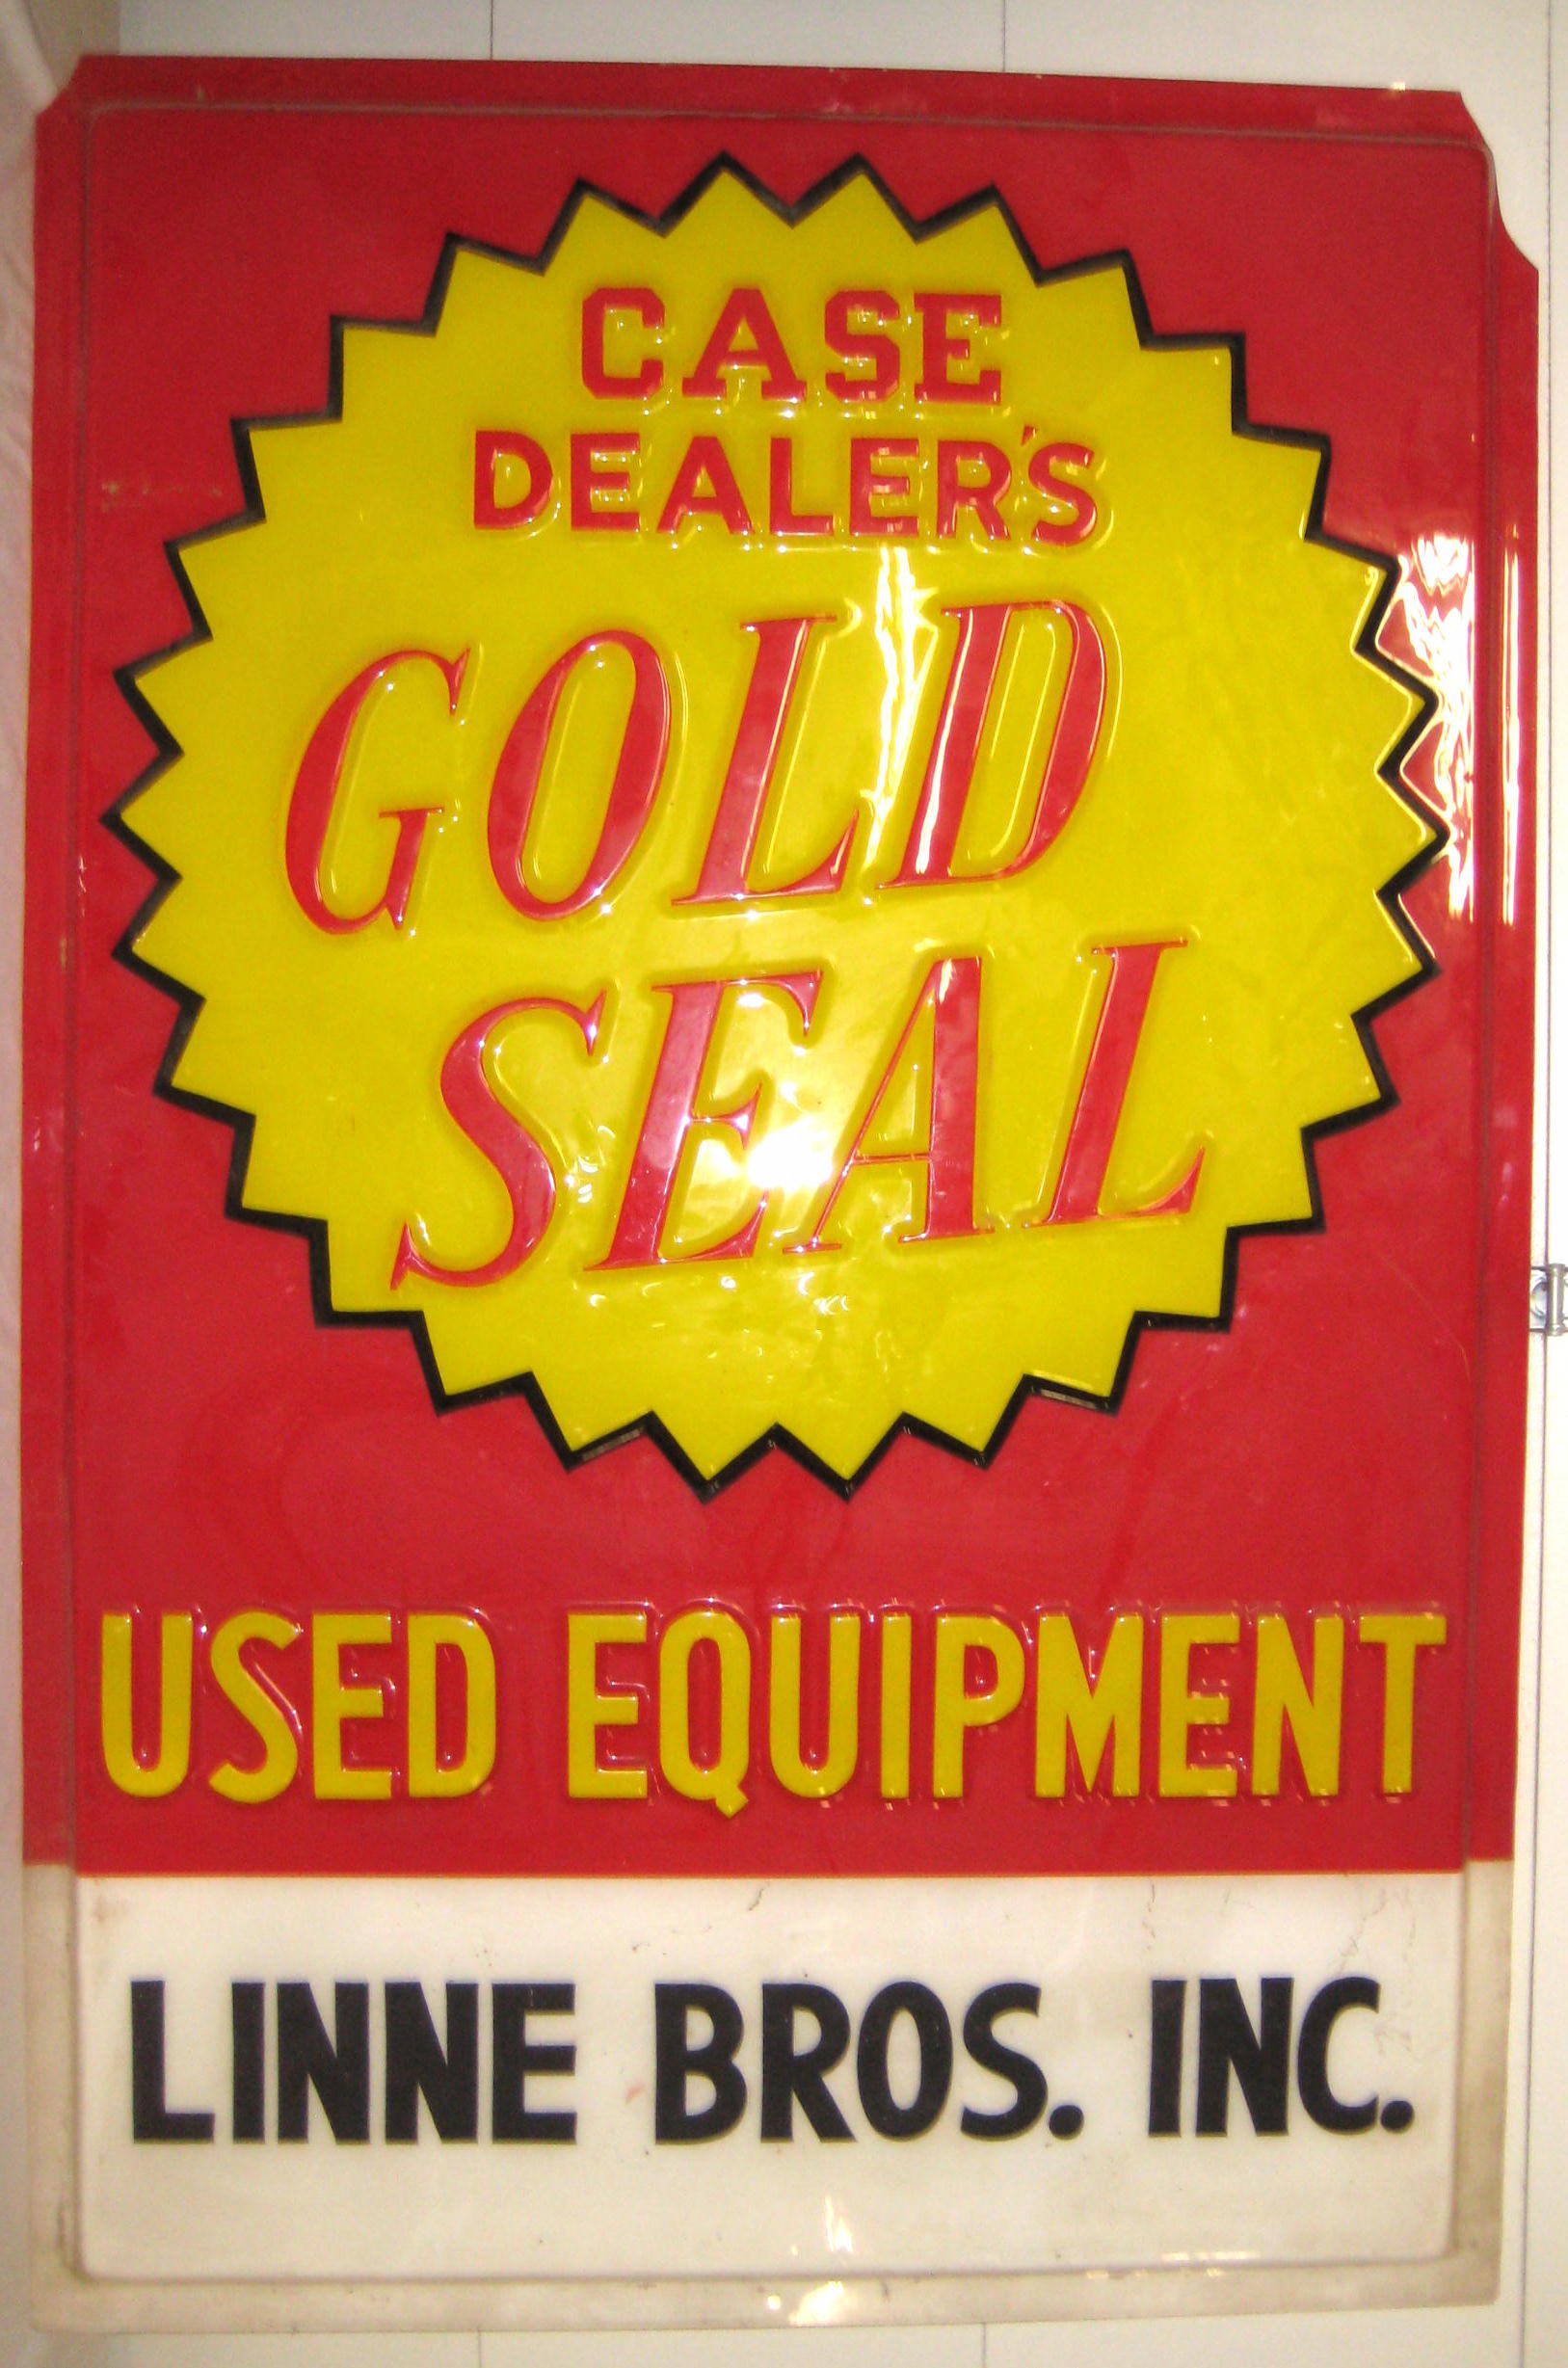 CASE
DEALER'S
GOLD
SEAL
USED EQUIPMENT
LINNE BROS. INC.